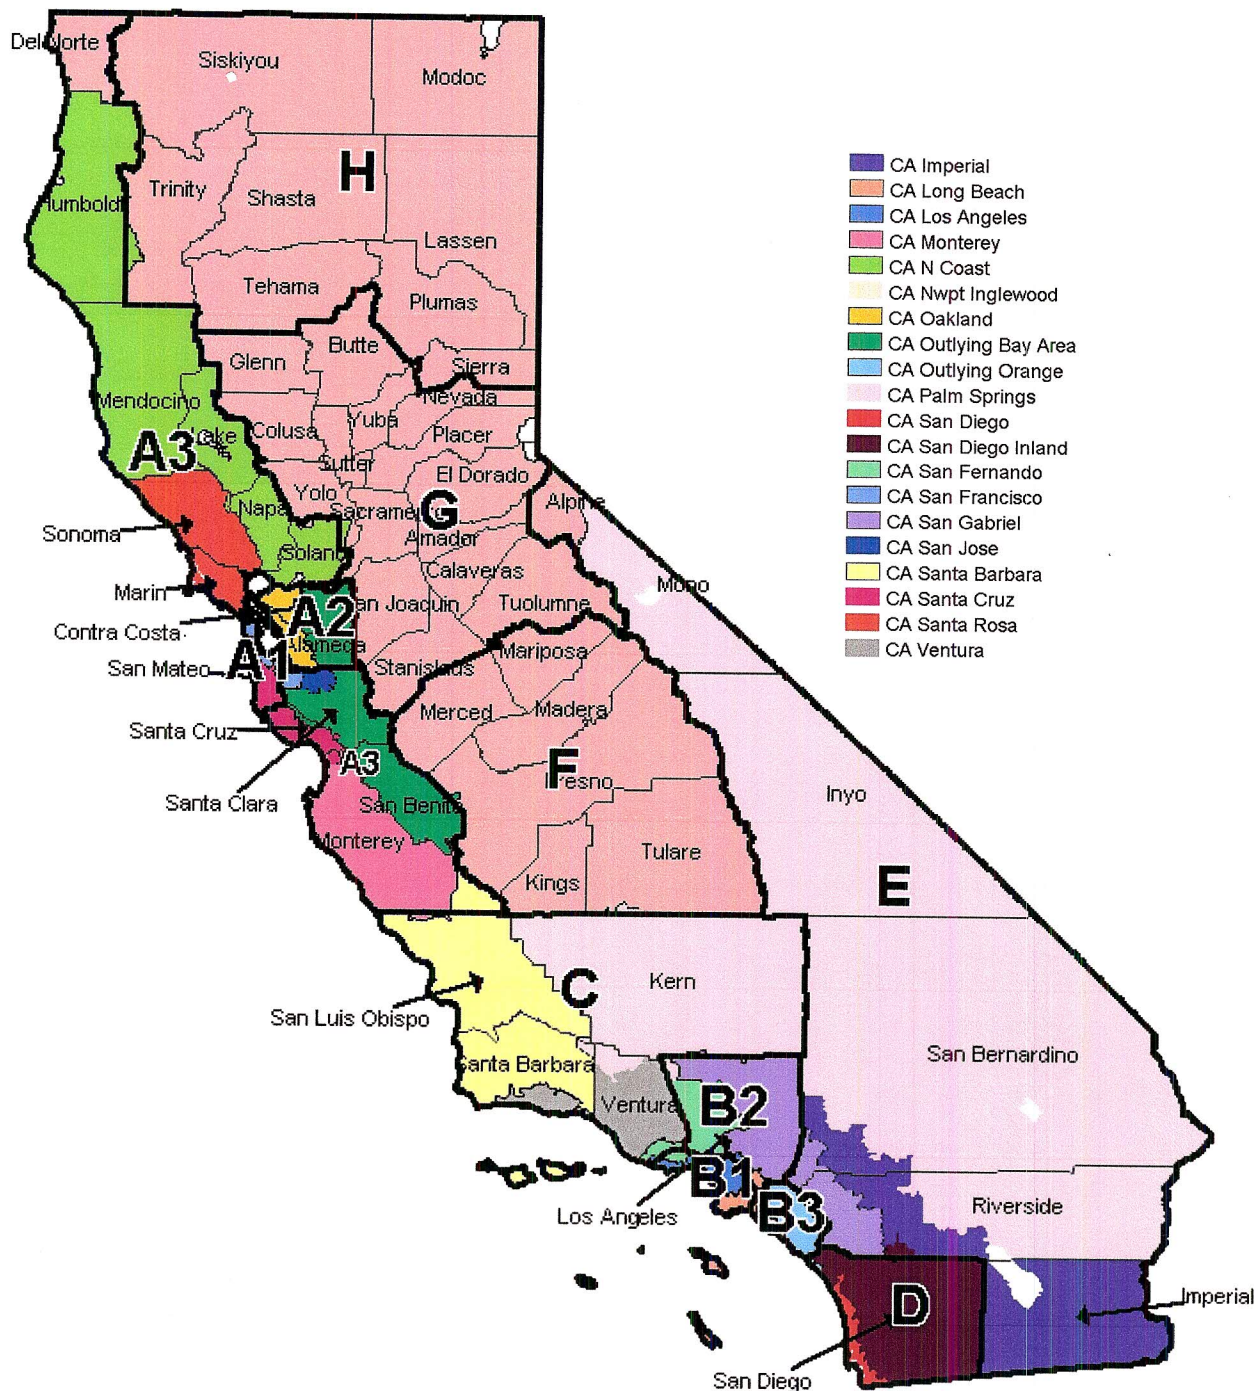 Del Norte
Siskiyou
Modoc
H
Trinity
Shasta
Humboldt
Lassen
Tehama
Plumas
Butte
Glenn
Sierra
Nevada
Mendocino
Yuba
Lake
Colusa
Placer
A3
Sutter
El Dorado
Yolo
Napa
Sacrame
G
Alpine
Sonoma
Amador
Solano
Calaveras
Mono
Marin
A2
an Joaquin
Tuolumne
Contra Costa
Alameda
Mariposa
A1
San Mateo
Stanislaus
Merced
Madera
Santa Cruz
A3
F
Fresno
Santa Clara
San Benito
Inyo
Monterey
Tulare
Kings
E
Kern
C
San Luis Obispo
San Bernardino
Santa Barbara
Ventura
B2
B1
Los Angeles
B3
Riverside
Imperial
D
San Diego
CA Imperial
CA Long Beach
CA Los Angeles
CA Monterey
CA N Coast
CA Nwpt Inglewood
CA Oakland
CA Outlying Bay Area
CA Outlying Orange
CA Palm Springs
CA San Diego
CA San Diego Inland
CA San Fernando
CA San Francisco
CA San Gabriel
CA San Jose
CA Santa Barbara
CA Santa Cruz
CA Santa Rosa
CA Ventura